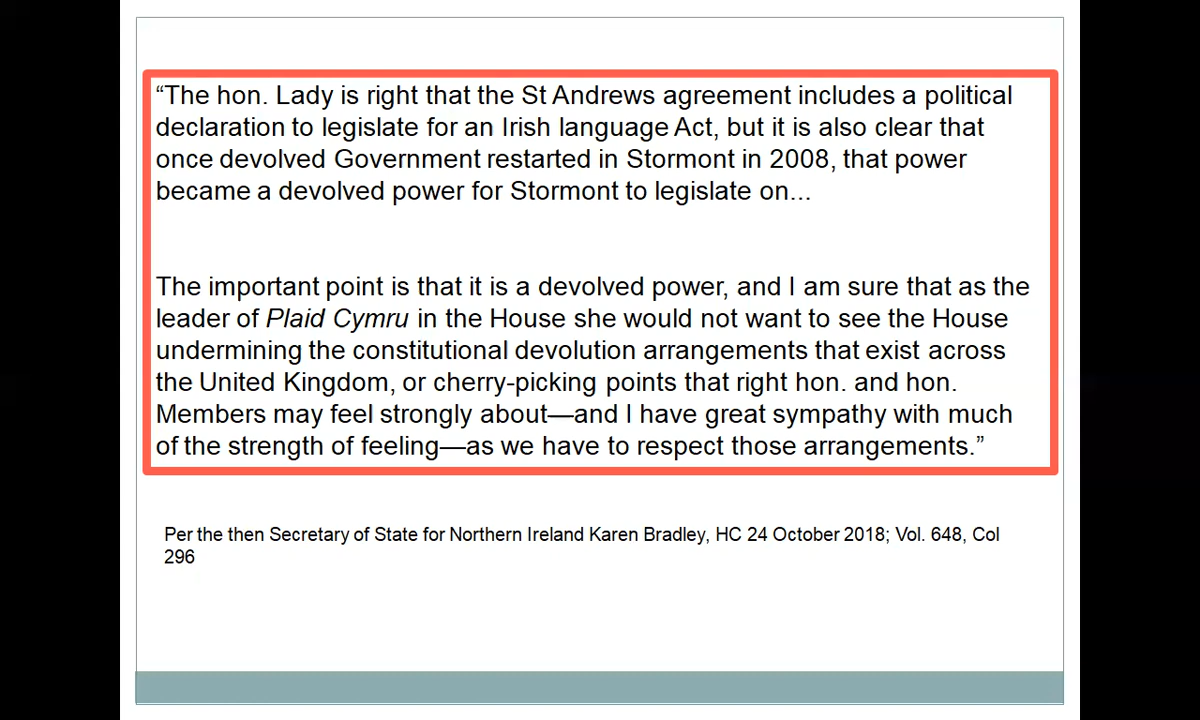 “The hon. Lady is right that the St Andrews agreement includes a political
declaration to legislate for an Irish language Act, but it is also clear that
once devolved Government restarted in Stormont in 2008, that power
became a devolved power for Stormont to legislate on...
The important point is that it is a devolved power, and I am sure that as the
leader of Plaid Cymru in the House she would not want to see the House
undermining the constitutional devolution arrangements that exist across
the United Kingdom, or cherry-picking points that right hon. and hon.
Members may feel strongly about—and I have great sympathy with much
of the strength of feeling—as we have to respect those arrangements.”
Per the then Secretary of State for Northern Ireland Karen Bradley, HC 24 October 2018; Vol. 648, Col
296